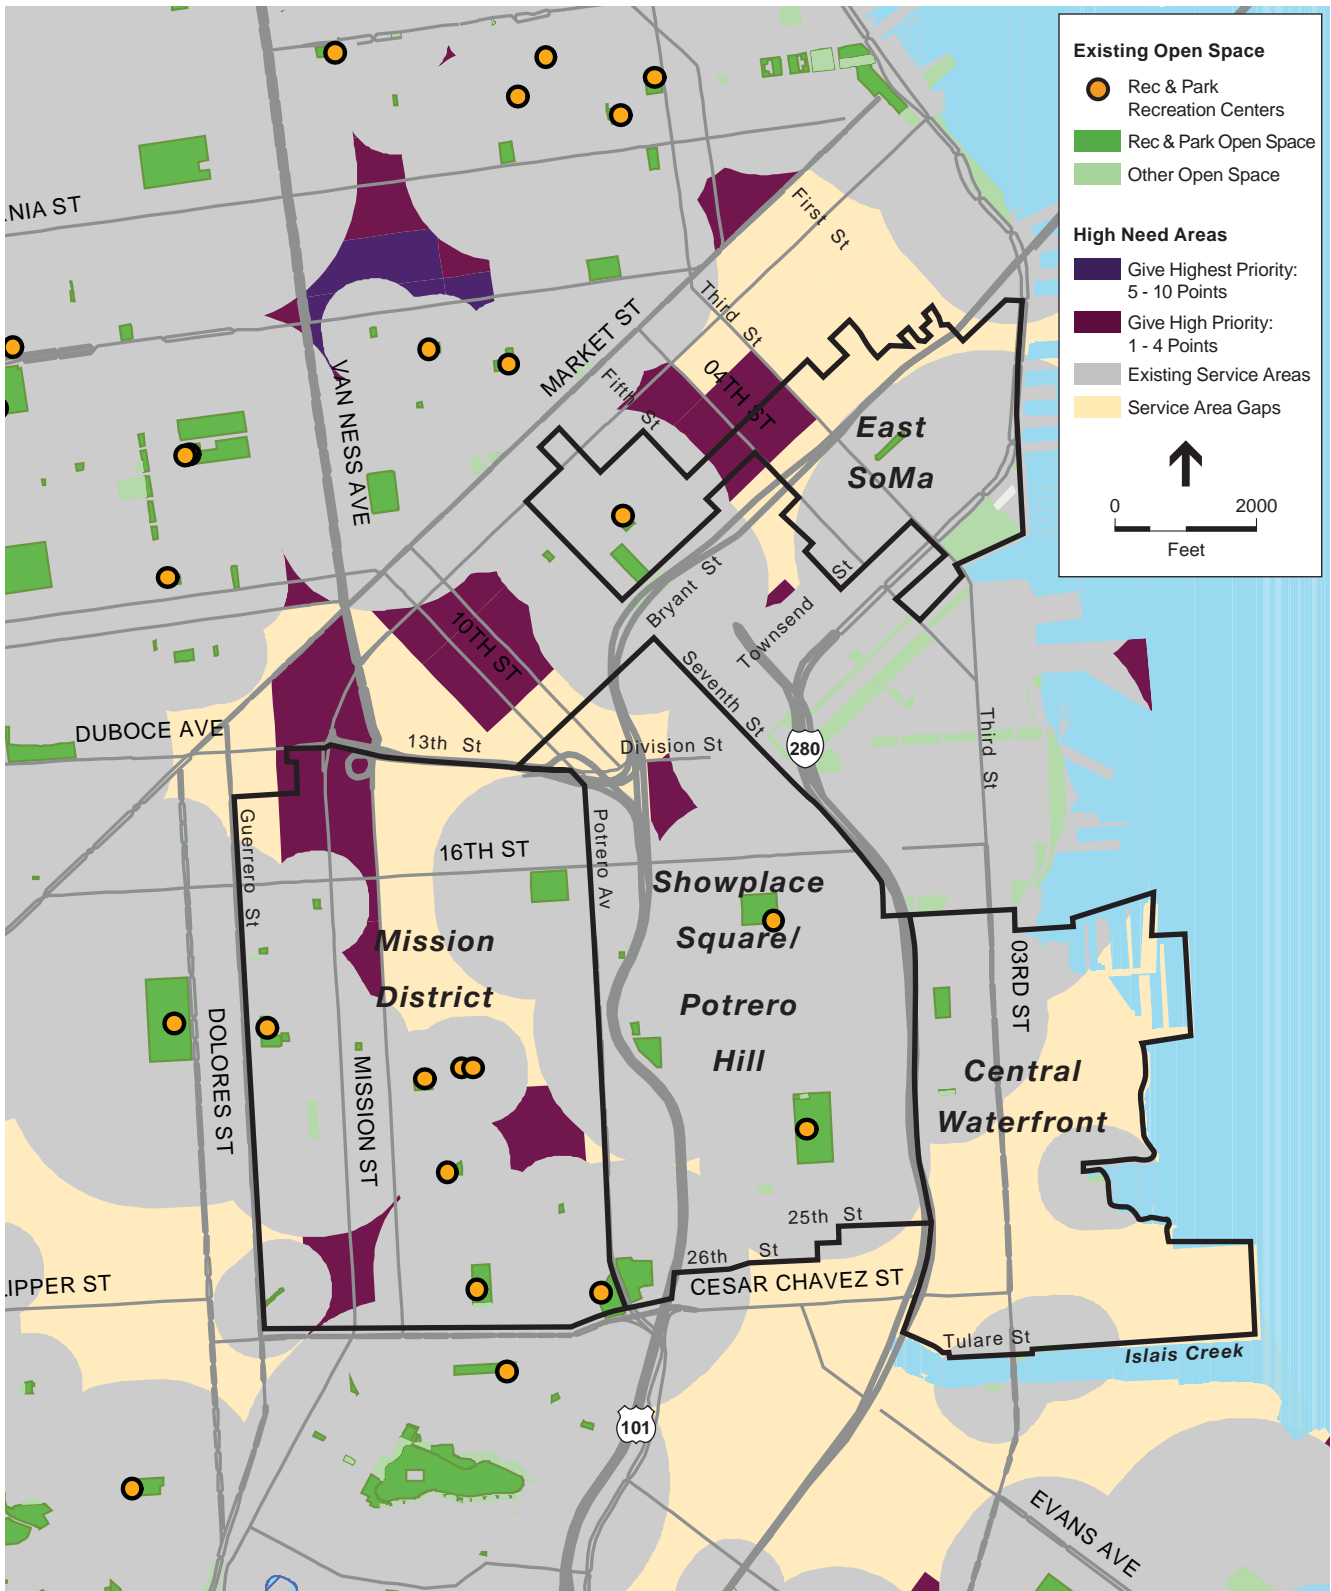 Existing Open Space
Rec & Park
Recreation Centers
Rec & Park Open Space
Other Open Space
High Need Areas
Give Highest Priority:
5 - 10 Points
Give High Priority:
1 - 4 Points
Existing Service Areas
Service Area Gaps
0 2000
Feet
NIA ST
First St
Third St
MARKET ST
04TH ST
Fifth St
VAN NESS AVE
East
SoMa
Bryant St
Townsend St
10TH ST
Seventh St
DUBOCE AVE
13th St
Division St
280
Third St
Guerrero St
Potrero Av
16TH ST
Showplace
Square/
Potrero
Hill
Mission
District
03RD ST
DOLORES ST
MISSION ST
Central
Waterfront
25th St
26th St
CESAR CHAVEZ ST
LIPPER ST
Tulare St
Islais Creek
101
EVANS AVE